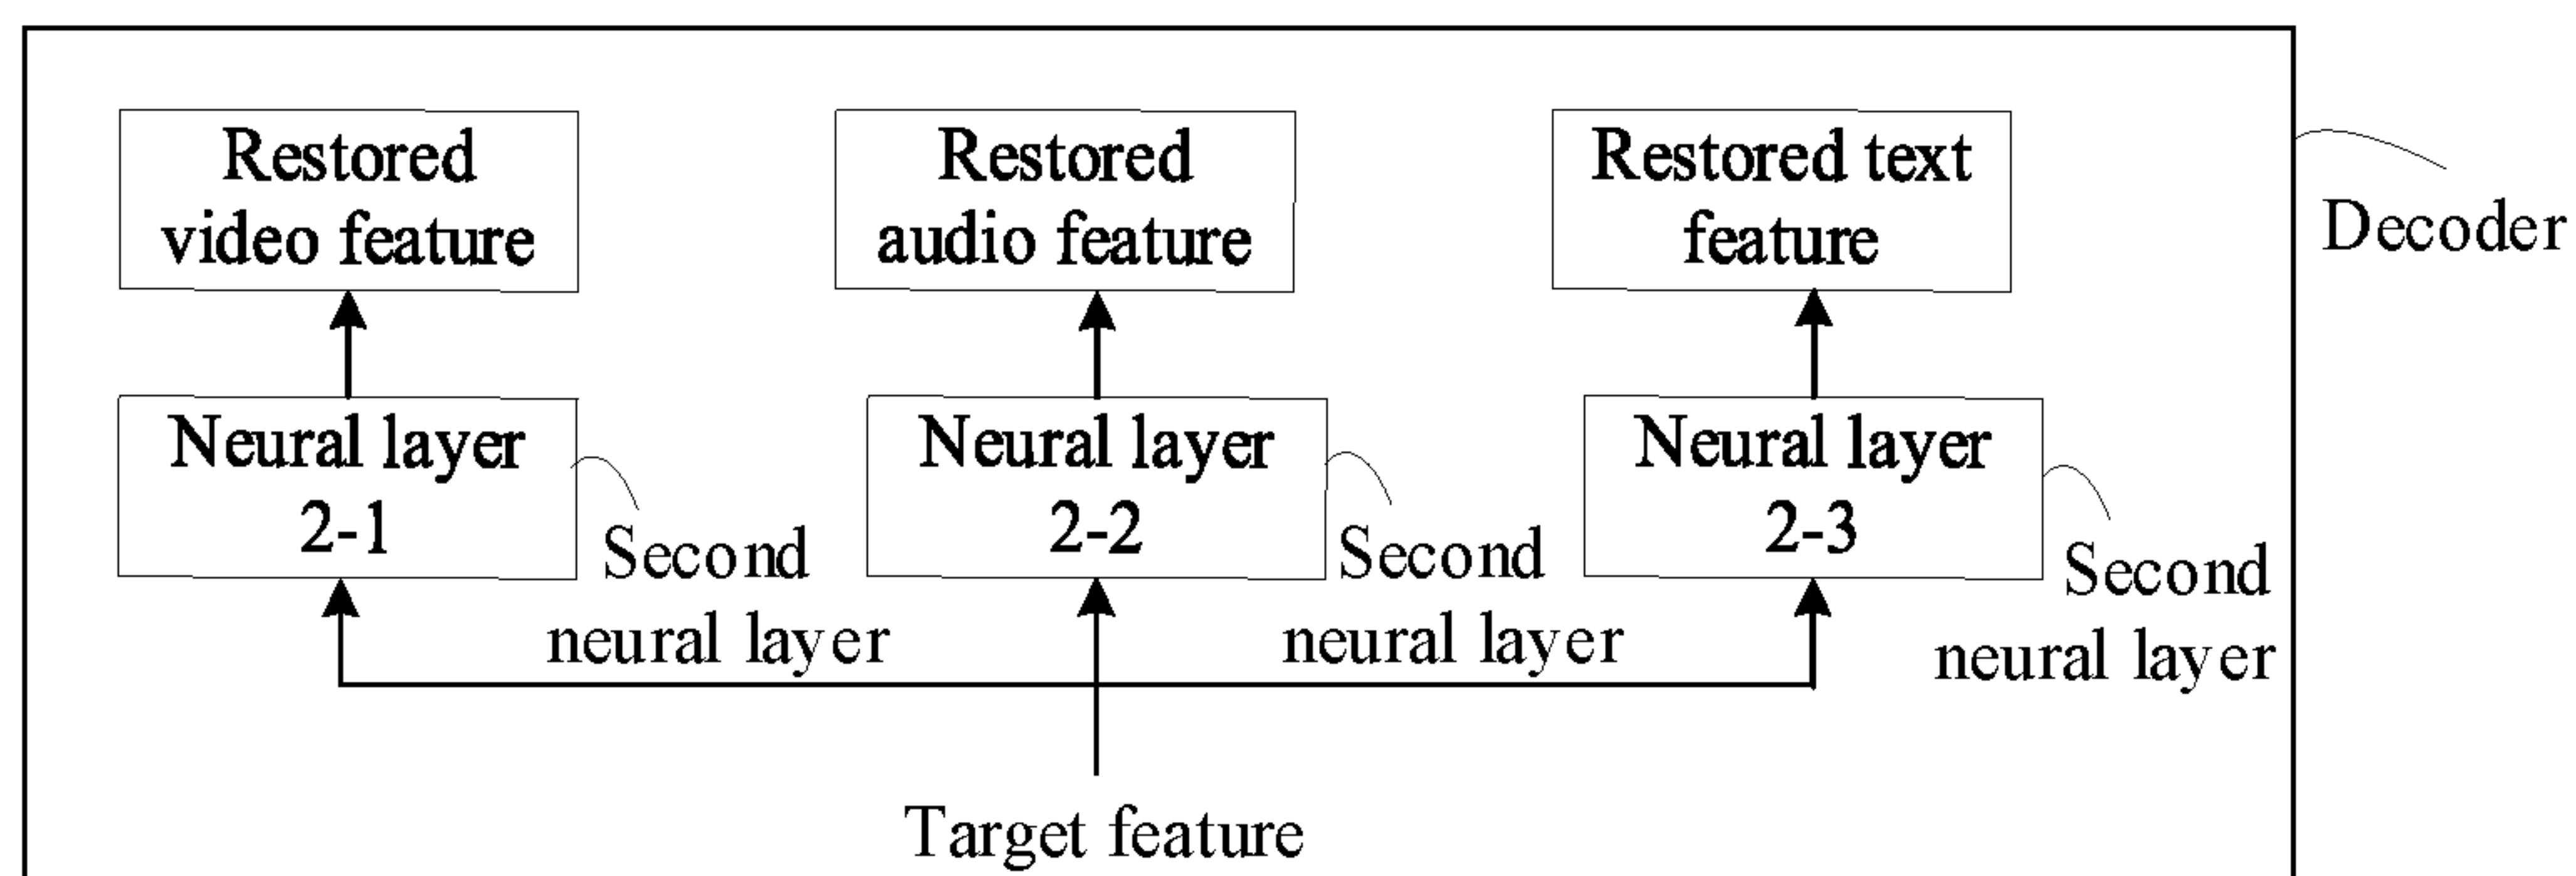 Restored
video feature
Restored
audio feature
Restored text
feature
Decoder
Neural layer
2-1
Second
neural layer
Neural layer
2-2
Second
neural layer
Neural layer
2-3
Second
neural layer
Target feature